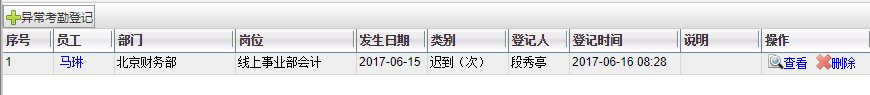 异常考勤登记
序号 员工 部门 岗位 发生日期 类别 登记人 登记时间 说明 操作
1 马琳 北京财务部 线上事业部会计 2017-06-15 迟到（次） 段秀亭 2017-06-16 08:28 查看 删除